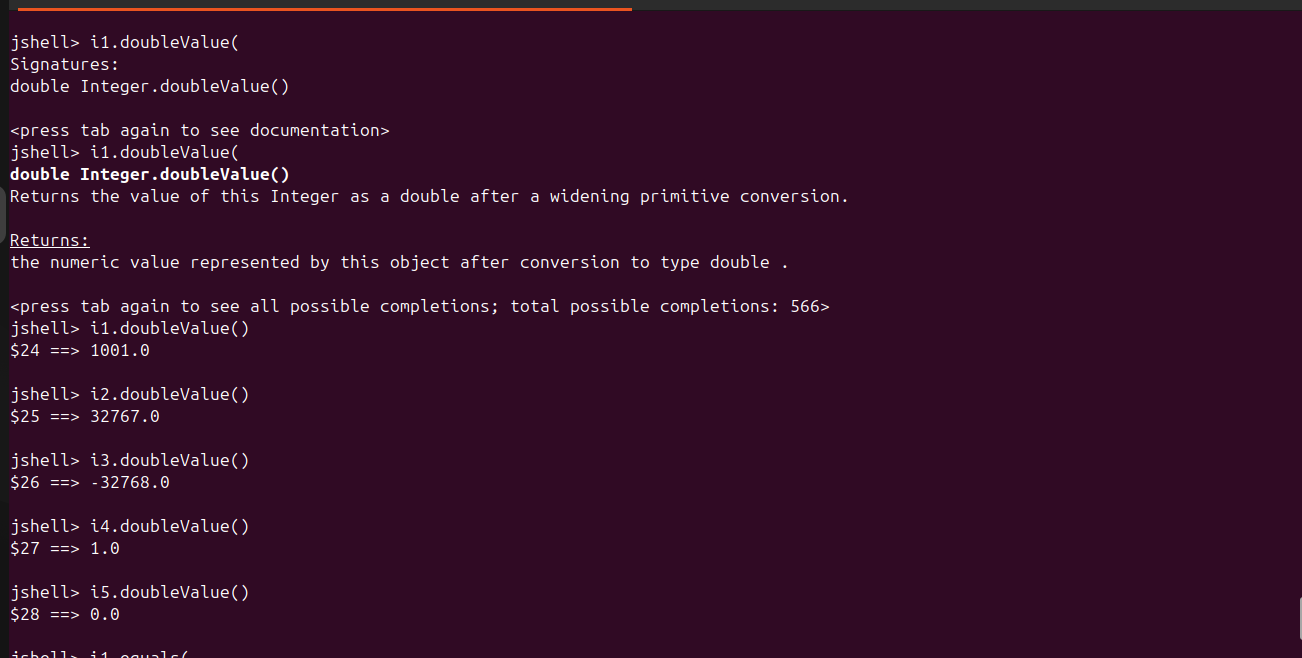 jshell> i1.doubleValue(
Signatures:
double Integer.doubleValue()
<press tab again to see documentation>
jshell> i1.doubleValue(
double Integer.doubleValue()
Returns the value of this Integer as a double after a widening primitive conversion.
Returns:
the numeric value represented by this object after conversion to type double .
<press tab again to see all possible completions; total possible completions: 566>
jshell> i1.doubleValue()
$24 ==> 1001.0
jshell> i2.doubleValue()
$25 ==> 32767.0
jshell> i3.doubleValue()
$26 ==> -32768.0
jshell> i4.doubleValue()
$27 ==> 1.0
jshell> i5.doubleValue()
$28 ==> 0.0
jshell> i1.equals(